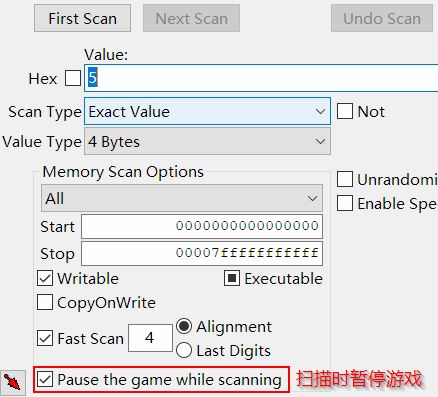 First Scan Next Scan Undo Scan
Value:
Hex 5
Scan Type Exact Value Not
Value Type 4 Bytes
Memory Scan Options
All Unrandomi
Enable Spe
Start 0000000000000000
Stop 00007fffffffffff
Writable Executable
CopyOnWrite
Fast Scan 4 Alignment
Last Digits
Pause the game while scanning 扫描时暂停游戏